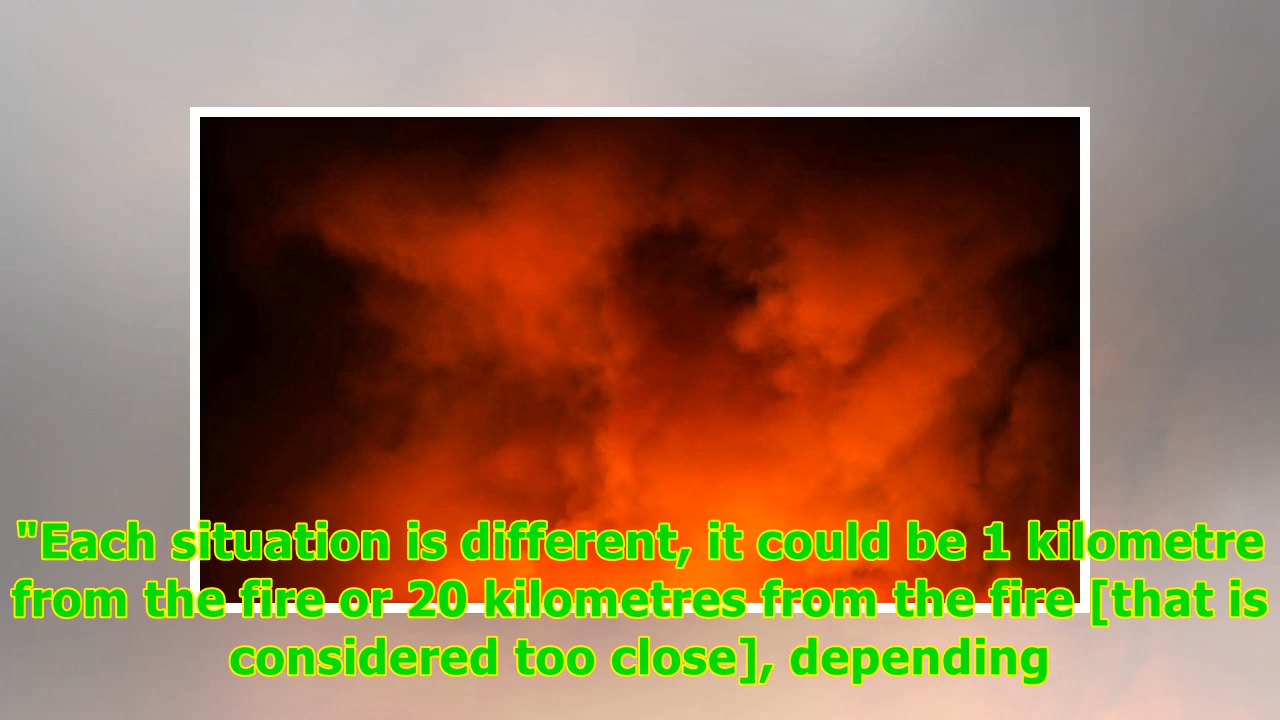 "Each situation is different, it could be 1 kilometre
from the fire or 20 kilometres from the fire [that is
considered too close], depending